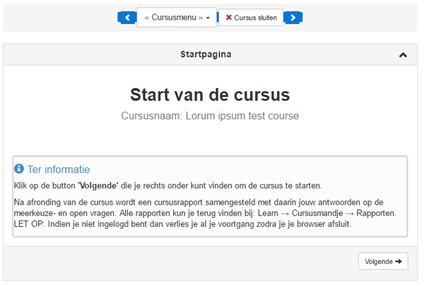 « Cursusmenu »
Cursus sluiten
Startpagina
Start van de cursus
Cursusnaam: Lorum ipsum test course
Ter informatie
Klik op de button 'Volgende' die je rechts onder kunt vinden om de cursus te starten.
Na afronding van de cursus wordt een cursusrapport samengesteld met daarin jouw antwoorden op de
meerkeuze- en open vragen. Alle rapporten kun je terug vinden bij: Learn → Cursusmandje → Rapporten.
LET OP: Indien je niet ingelogd bent dan verlies je al je voortgang zodra je je browser afsluit.
Volgende →